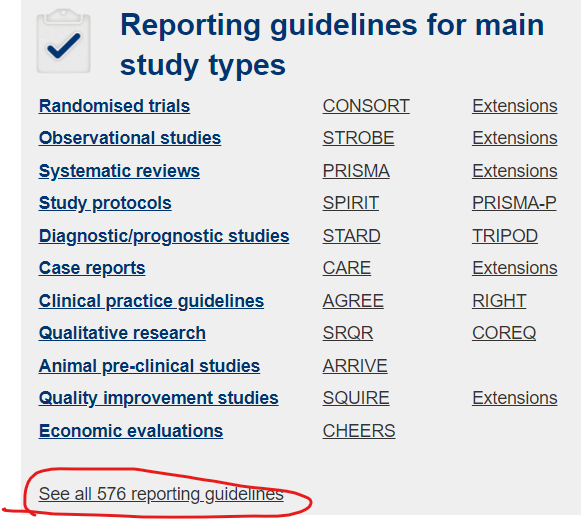 Reporting guidelines for main
study types
Randomised trials CONSORT Extensions
Observational studies STROBE Extensions
Systematic reviews PRISMA Extensions
Study protocols SPIRIT PRISMA-P
Diagnostic/prognostic studies STARD TRIPOD
Case reports CARE Extensions
Clinical practice guidelines AGREE RIGHT
Qualitative research SRQR COREQ
Animal pre-clinical studies ARRIVE
Quality improvement studies SQUIRE Extensions
Economic evaluations CHEERS
See all 576 reporting guidelines